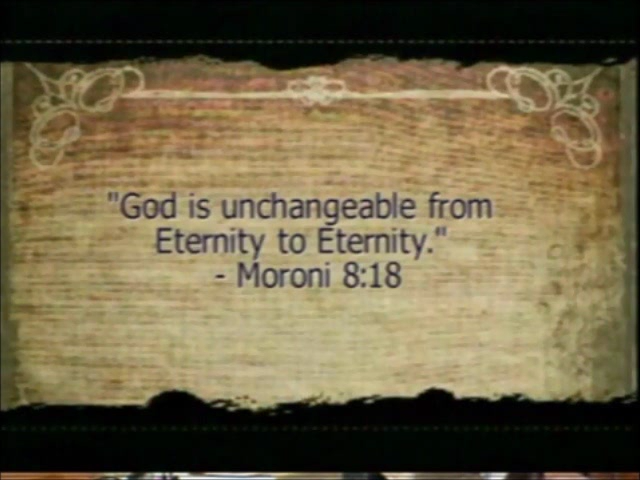 "God is unchangeable from
Eternity to Eternity."
- Moroni 8:18